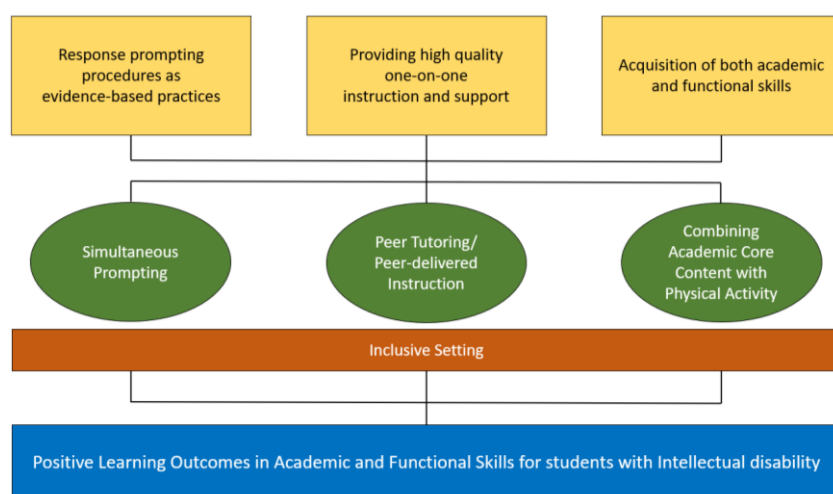 Response prompting
procedures as
evidence-based practices
Providing high quality
one-on-one
instruction and support
Acquisition of both academic
and functional skills
Simultaneous
Prompting
Peer Tutoring/
Peer-delivered
Instruction
Combining
Academic Core
Content with
Physical Activity
Inclusive Setting
Positive Learning Outcomes in Academic and Functional Skills for students with Intellectual disability